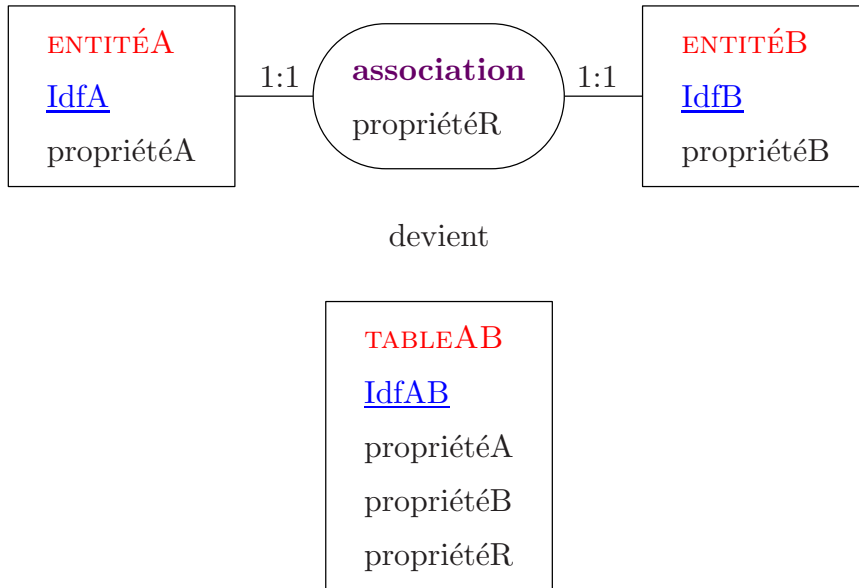 ENTITÉA
IdfA
propriétéA
1:1
association
propriétéR
1:1
ENTITÉB
IdfB
propriétéB
devient
TABLEAB
IdfAB
propriétéA
propriétéB
propriétéR